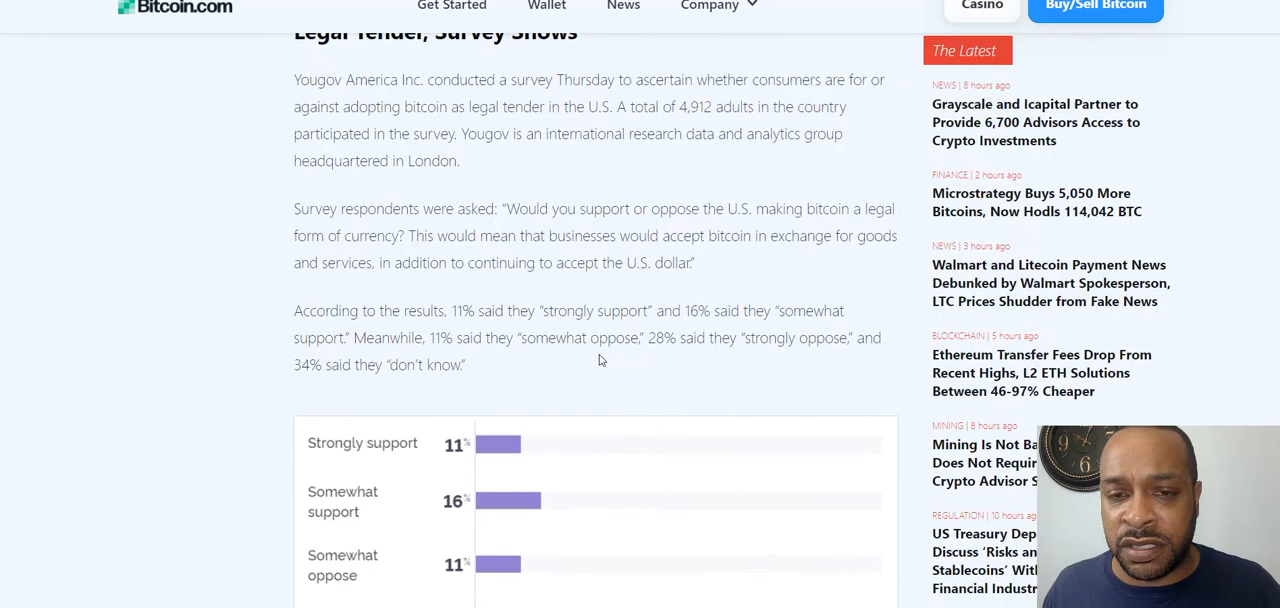 Bitcoin.com
Get Started
Wallet
News
Company
Casino
Buy/Sell Bitcoin
Legal Tender, Survey Shows
Yougov America Inc. conducted a survey Thursday to ascertain whether consumers are for or
against adopting bitcoin as legal tender in the U.S. A total of 4,912 adults in the country
participated in the survey. Yougov is an international research data and analytics group
headquartered in London.
Survey respondents were asked: “Would you support or oppose the U.S. making bitcoin a legal
form of currency? This would mean that businesses would accept bitcoin in exchange for goods
and services, in addition to continuing to accept the U.S. dollar.”
According to the results, 11% said they “strongly support” and 16% said they “somewhat
support.” Meanwhile, 11% said they “somewhat oppose,” 28% said they “strongly oppose,” and
34% said they “don’t know.”
Strongly support 11%
Somewhat
support 16%
Somewhat
oppose 11%
The Latest
NEWS | 8 hours ago
Grayscale and Icapital Partner to
Provide 6,700 Advisors Access to
Crypto Investments
FINANCE | 2 hours ago
Microstrategy Buys 5,050 More
Bitcoins, Now Hodls 114,042 BTC
NEWS | 3 hours ago
Walmart and Litecoin Payment News
Debunked by Walmart Spokesperson,
LTC Prices Shudder from Fake News
BLOCKCHAIN | 5 hours ago
Ethereum Transfer Fees Drop From
Recent Highs, L2 ETH Solutions
Between 46-97% Cheaper
MINING | 8 hours ago
Mining Is Not Ba
Does Not Requir
Crypto Advisor S
REGULATION | 10 hours ago
US Treasury Dep
Discuss ‘Risks an
Stablecoins’ Wit
Financial Indust